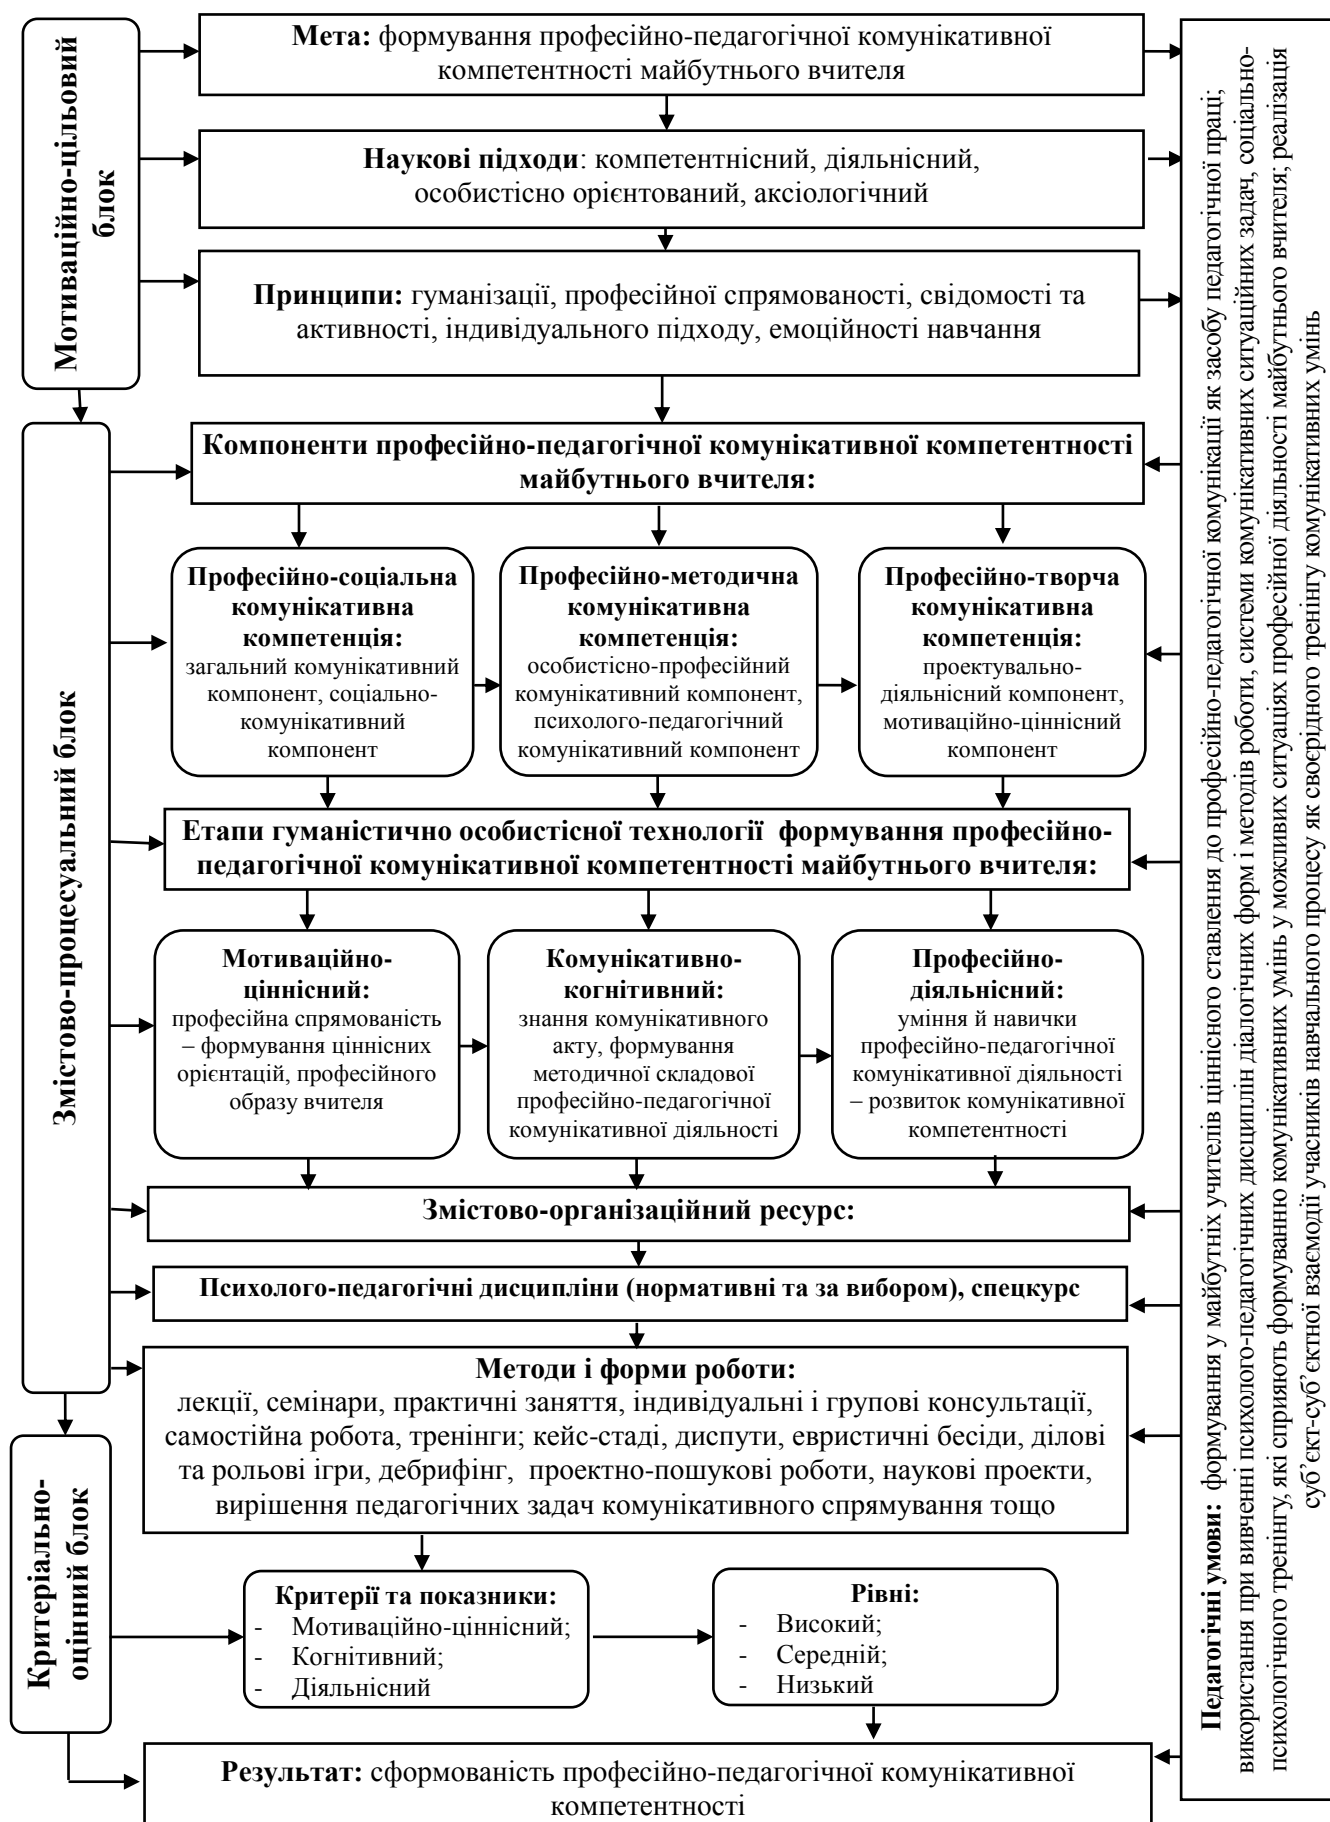 Мотиваційно-цільовий
блок
Мета: формування професійно-педагогічної комунікативної
компетентності майбутнього вчителя
Наукові підходи: компетентнісний, діяльнісний,
особистісно орієнтований, аксіологічний
Принципи: гуманізації, професійної спрямованості, свідомості та
активності, індивідуального підходу, емоційності навчання
Змістово-процесуальний блок
Компоненти професійно-педагогічної комунікативної компетентності
майбутнього вчителя:
Професійно-соціальна
комунікативна
компетенція:
загальний комунікативний
компонент, соціально-
комунікативний
компонент
Професійно-методична
комунікативна
компетенція:
особистісно-професійний
комунікативний компонент,
психолого-педагогічний
комунікативний компонент
Професійно-творча
комунікативна
компетенція:
проектувально-
діяльнісний компонент,
мотиваційно-ціннісний
компонент
Етапи гуманістично особистісної технології формування професійно-
педагогічної комунікативної компетентності майбутнього вчителя:
Мотиваційно-
ціннісний:
професійна спрямованість
– формування ціннісних
орієнтацій, професійного
образу вчителя
Комунікативно-
когнітивний:
знання комунікативного
акту, формування
методичної складової
професійно-педагогічної
комунікативної діяльності
Професійно-
діяльнісний:
уміння й навички
професійно-педагогічної
комунікативної діяльності
– розвиток комунікативної
компетентності
Змістово-організаційний ресурс:
Психолого-педагогічні дисципліни (нормативні та за вибором), спецкурс
Методи і форми роботи:
лекції, семінари, практичні заняття, індивідуальні і групові консультації,
самостійна робота, тренінги; кейс-стаді, диспути, евристичні бесіди, ділові
та рольові ігри, дебрифінг, проектно-пошукові роботи, наукові проекти,
вирішення педагогічних задач комунікативного спрямування тощо
Критеріально-
оцінний блок
Критерії та показники:
- Мотиваційно-ціннісний;
- Когнітивний;
- Діяльнісний
Рівні:
- Високий;
- Середній;
- Низький
Результат: сформованість професійно-педагогічної комунікативної
компетентності
Педагогічні умови: формування у майбутніх учителів ціннісного ставлення до професійно-педагогічної комунікації як засобу педагогічної праці;
використання при вивченні психолого-педагогічних дисциплін діалогічних форм і методів роботи, системи комунікативних ситуаційних задач, соціально-
психологічного тренінгу, які сприяють формуванню комунікативних умінь у можливих ситуаціях професійної діяльності майбутнього вчителя; реалізація
суб’єкт-суб’єктної взаємодії учасників навчального процесу як своєрідного тренінгу комунікативних умінь